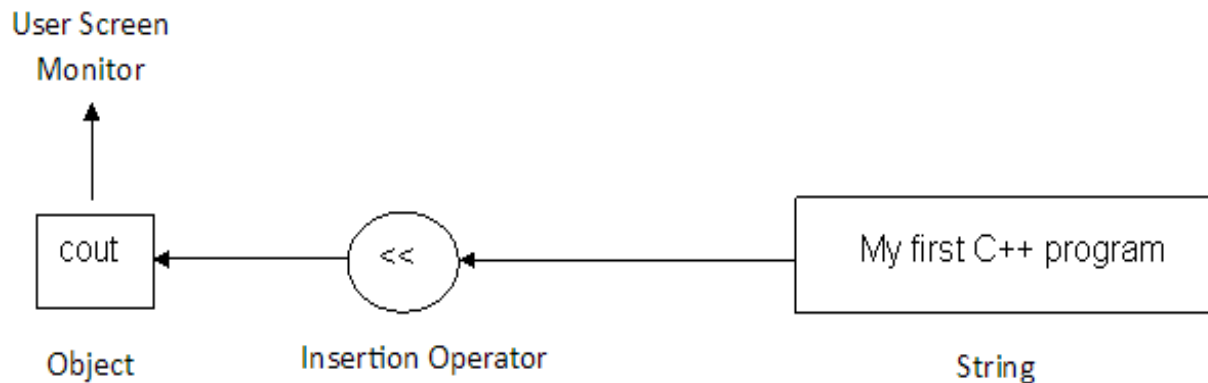 User Screen
Monitor
cout
<<
My first C++ program
Object
Insertion Operator
String